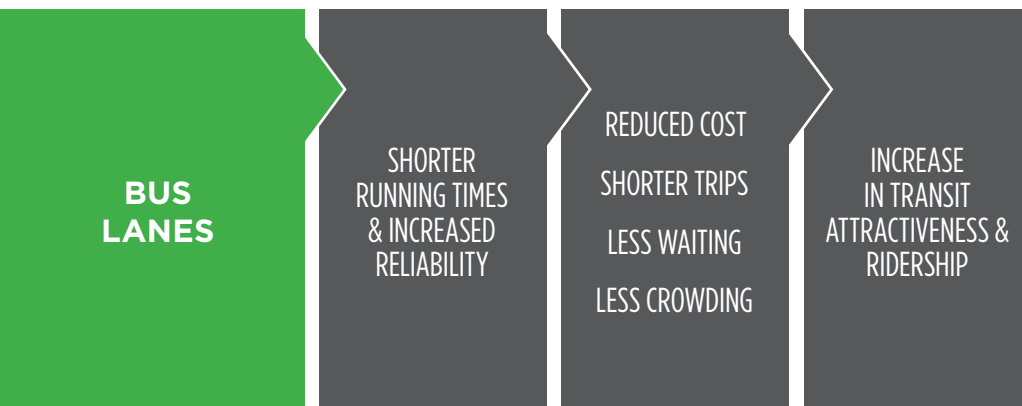 BUS
LANES
SHORTER
RUNNING TIMES
& INCREASED
RELIABILITY
REDUCED COST
SHORTER TRIPS
LESS WAITING
LESS CROWDING
INCREASE
IN TRANSIT
ATTRACTIVENESS &
RIDERSHIP